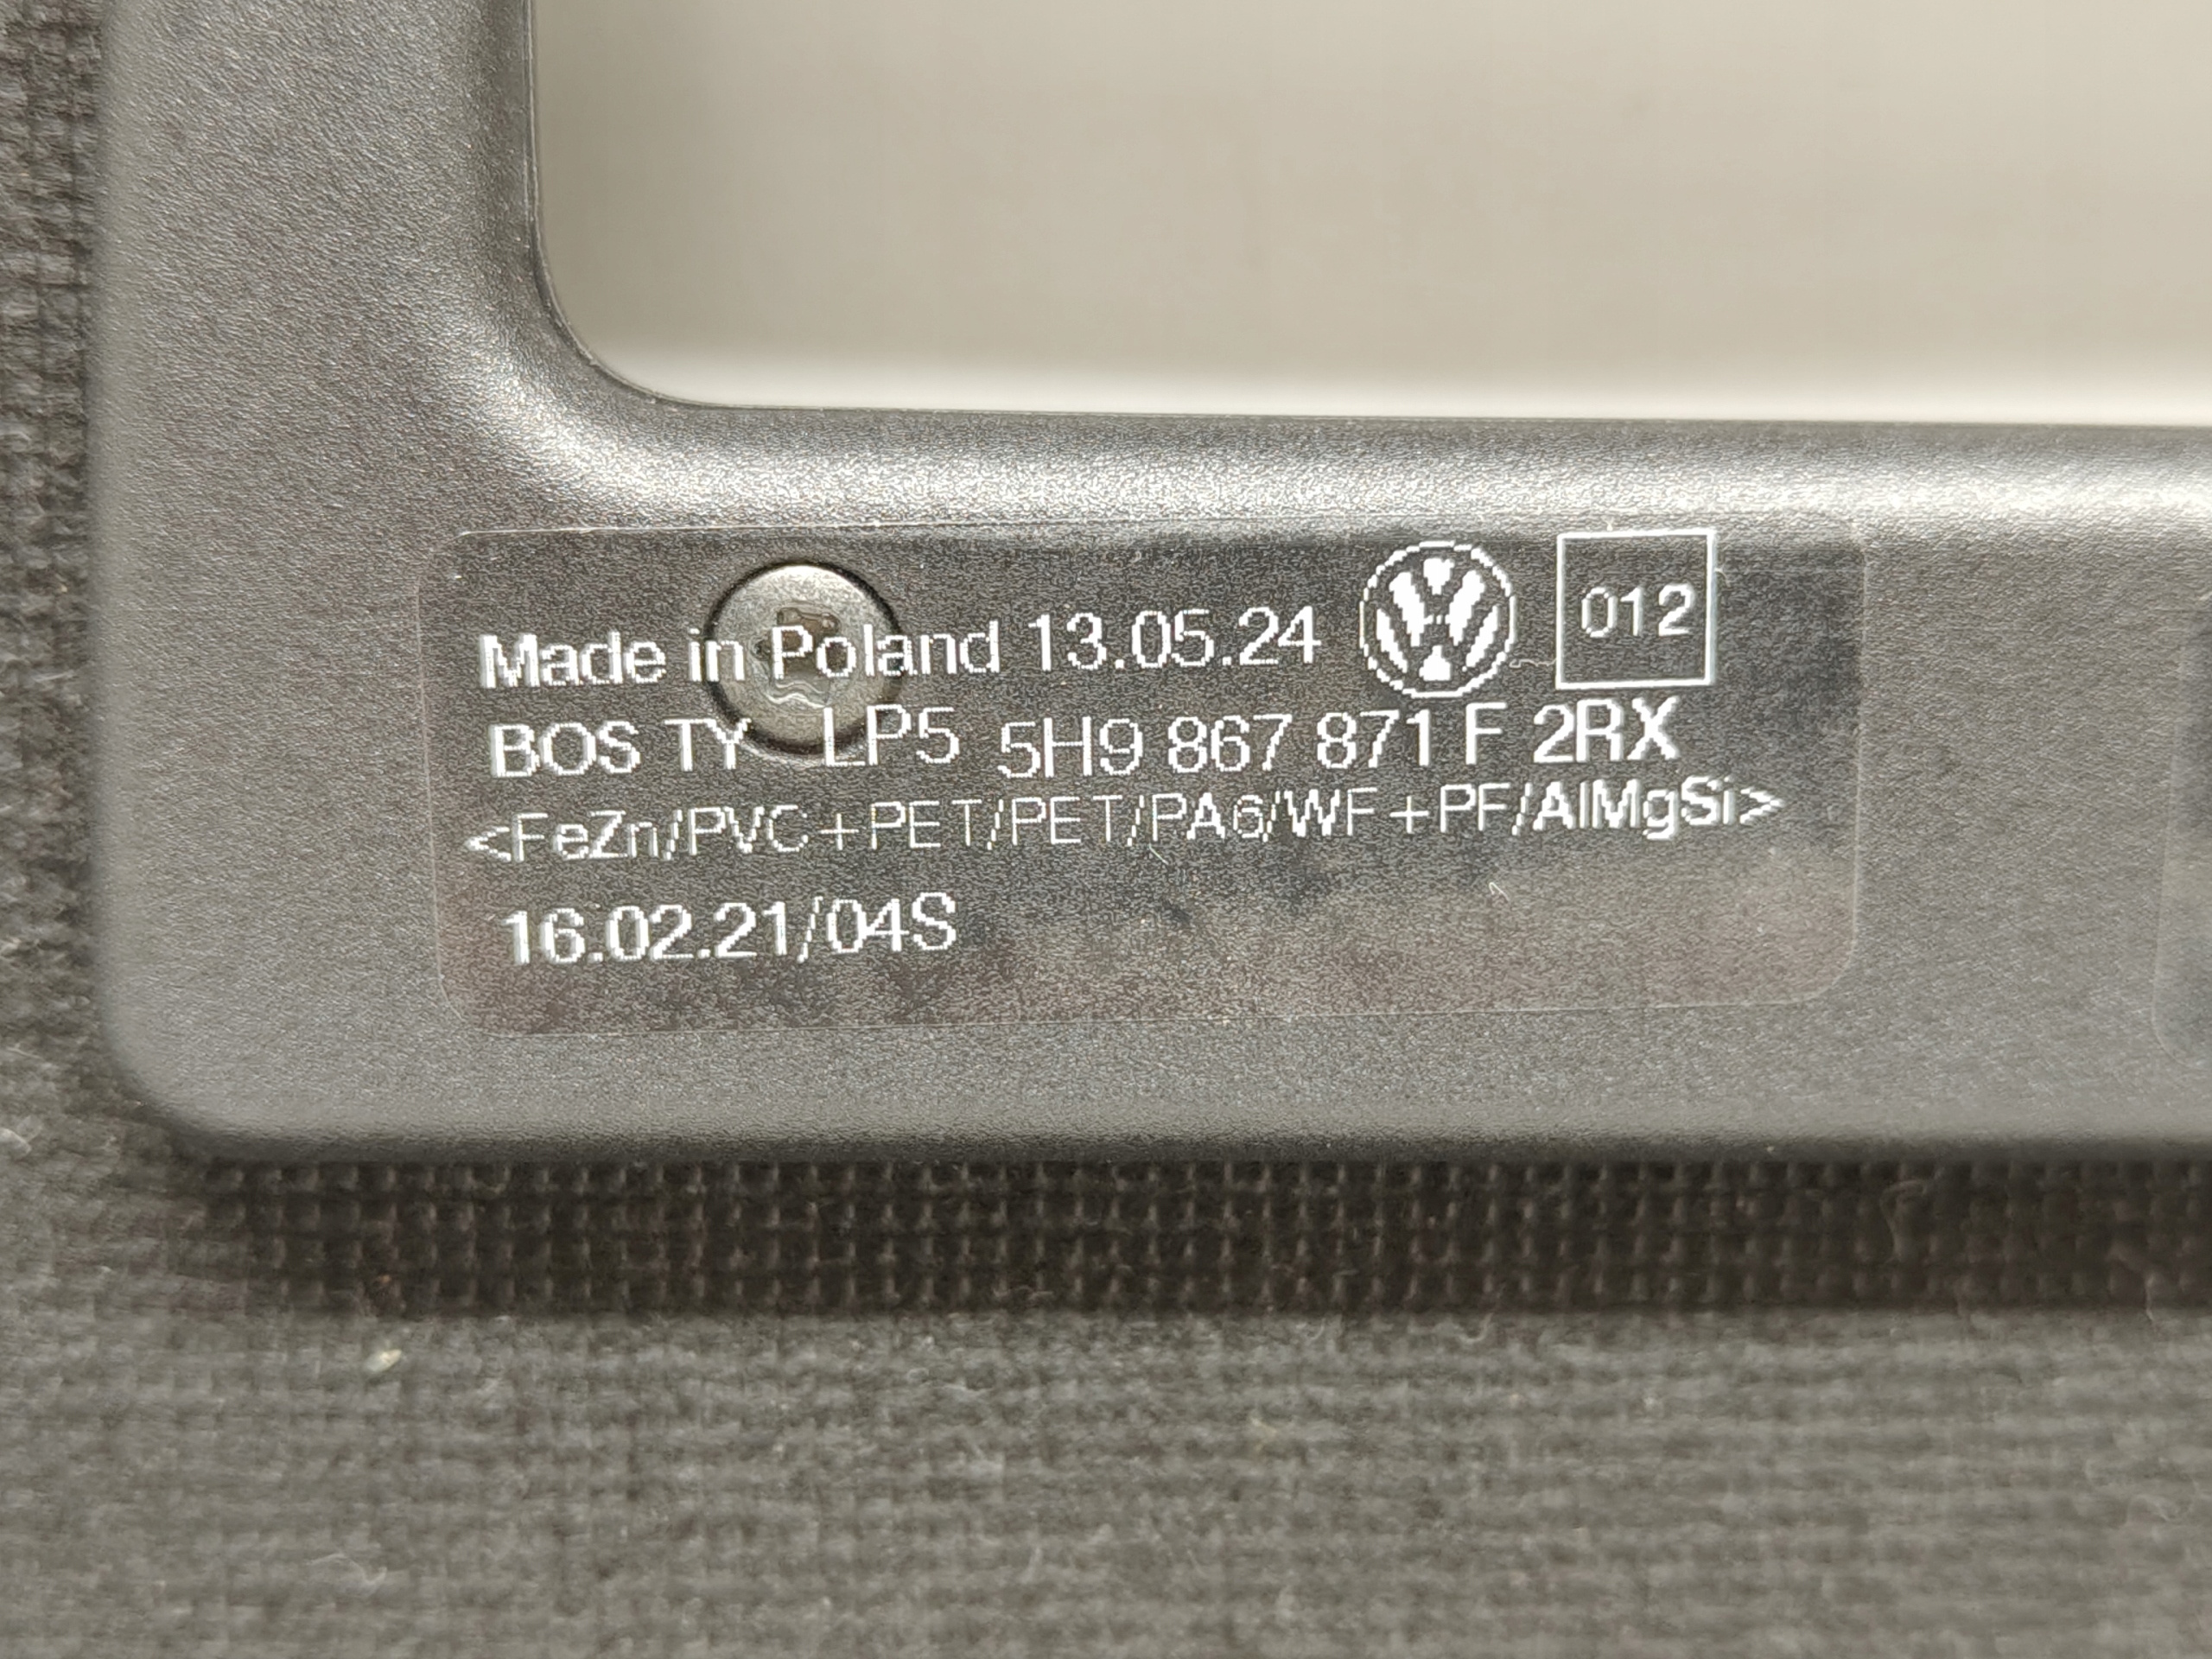 Made in Poland 13.05.24 012
BOS TY LP5 5H9 867 871 F 2RX
<FeZn/PVC+PET/PET/PA6/WF+PF/AlMgSi>
16.02.21/04S